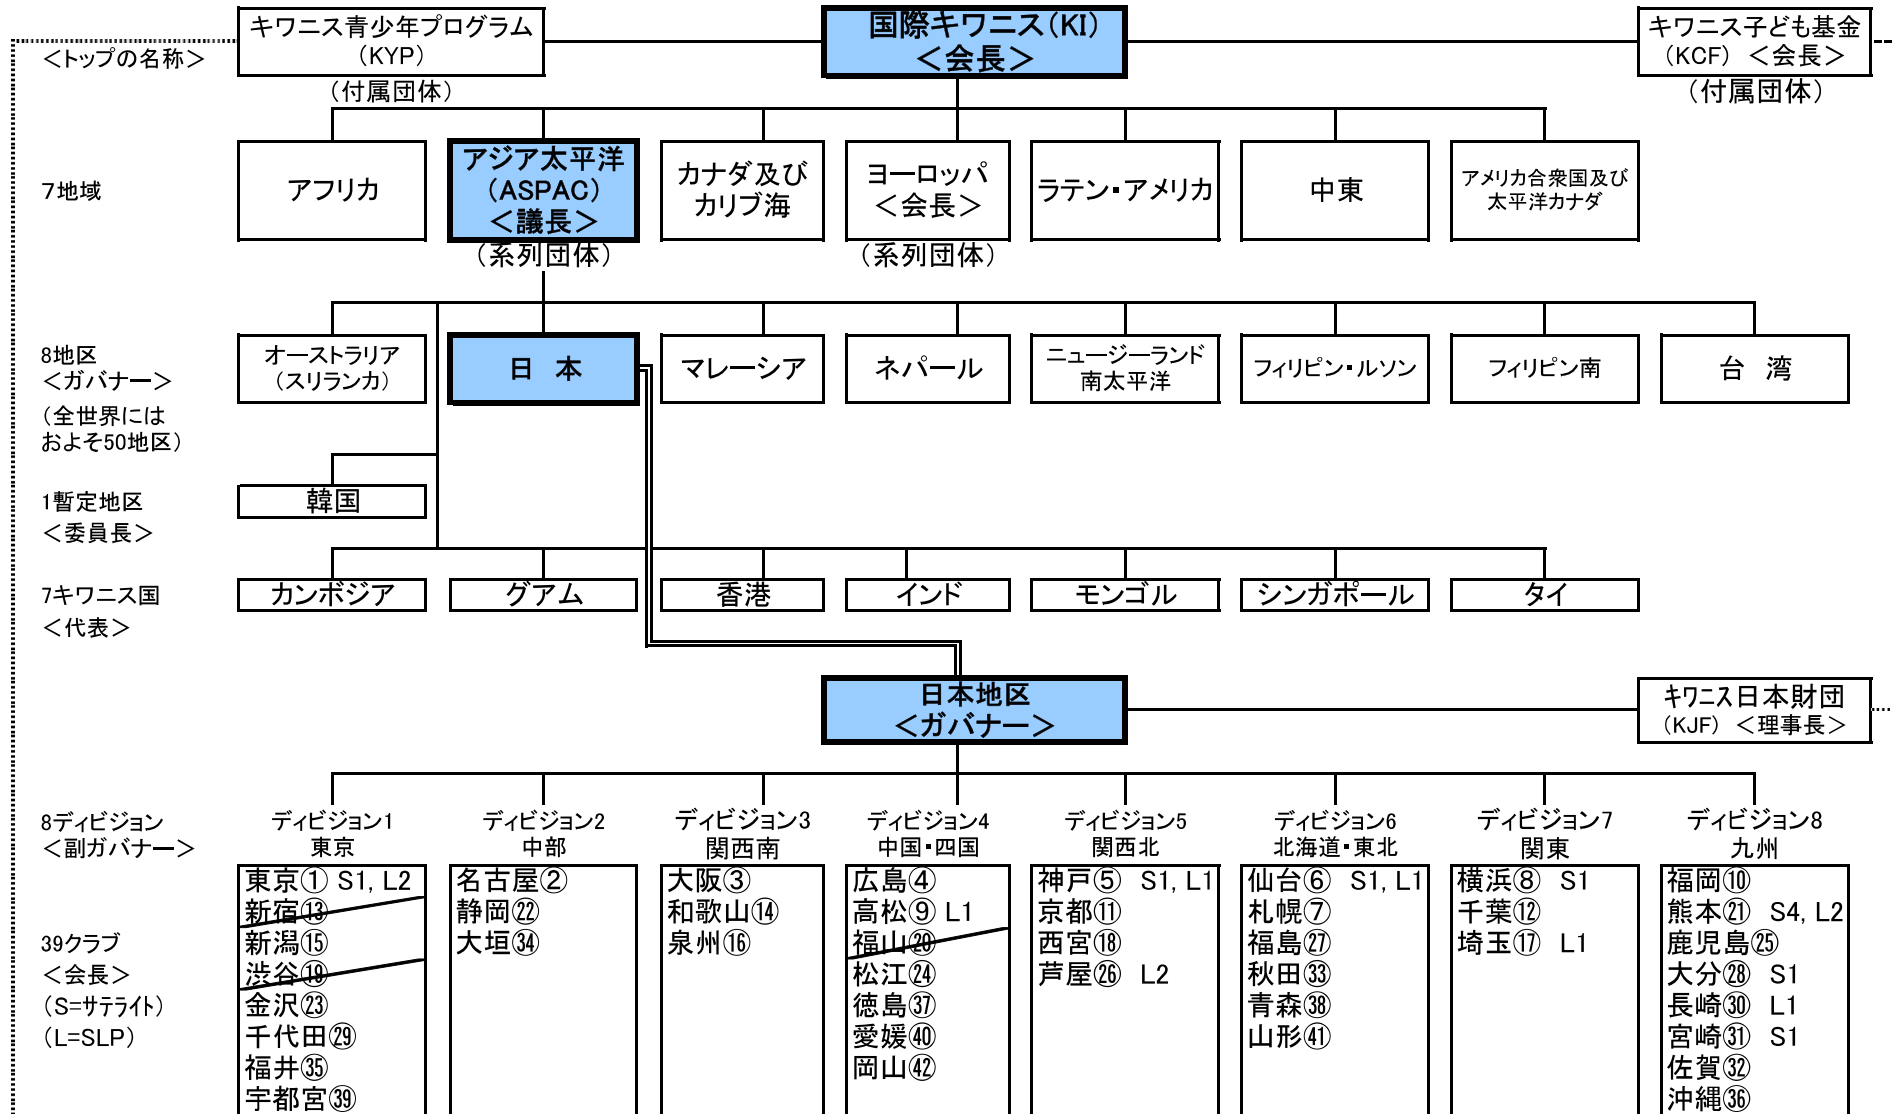 キワニス青少年プログラム
(KYP)
(付属団体)
国際キワニス(KI)
＜会長＞
キワニス子ども基金
(KCF) ＜会長＞
(付属団体)
＜トップの名称＞
7地域
アフリカ
アジア太平洋
(ASPAC)
＜議長＞
(系列団体)
カナダ及び
カリブ海
ヨーロッパ
＜会長＞
(系列団体)
ラテン・アメリカ
中東
アメリカ合衆国及び
太平洋カナダ
8地区
＜ガバナー＞
(全世界には
およそ50地区)
オーストラリア
(スリランカ)
日 本
マレーシア
ネパール
ニュージーランド
南太平洋
フィリピン・ルソン
フィリピン南
台 湾
1暫定地区
＜委員長＞
韓国
7キワニス国
＜代表＞
カンボジア
グアム
香港
インド
モンゴル
シンガポール
タイ
日本地区
＜ガバナー＞
キワニス日本財団
(KJF) ＜理事長＞
8ディビジョン
＜副ガバナー＞
39クラブ
＜会長＞
(S=サテライト)
(L=SLP)
ディビジョン1
東京
東京① S1, L2
新宿⑬
新潟⑮
渋谷⑲
金沢㉓
千代田㉙
福井㉟
宇都宮㊴
ディビジョン2
中部
名古屋②
静岡㉒
大垣㉞
ディビジョン3
関西南
大阪③
和歌山⑭
泉州⑯
ディビジョン4
中国・四国
広島④
高松⑨ L1
福山⑳
松江㉔
徳島㊲
愛媛㊵
岡山㊷
ディビジョン5
関西北
神戸⑤ S1, L1
京都⑪
西宮⑱
芦屋㉖ L2
ディビジョン6
北海道・東北
仙台⑥ S1, L1
札幌⑦
福島㉗
秋田㉝
青森㊳
山形㊶
ディビジョン7
関東
横浜⑧ S1
千葉⑫
埼玉⑰ L1
ディビジョン8
九州
福岡⑩
熊本㉑ S4, L2
鹿児島㉕
大分㉘ S1
長崎㉚ L1
宮崎㉛ S1
佐賀㉜
沖縄㊱